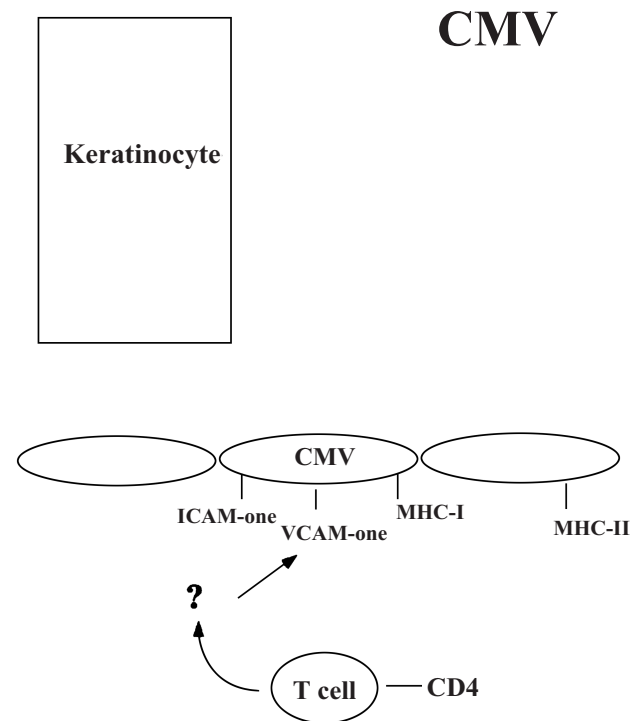 CMV
Keratinocyte
CMV
ICAM-one
VCAM-one
MHC-I
MHC-II
?
T cell
CD4